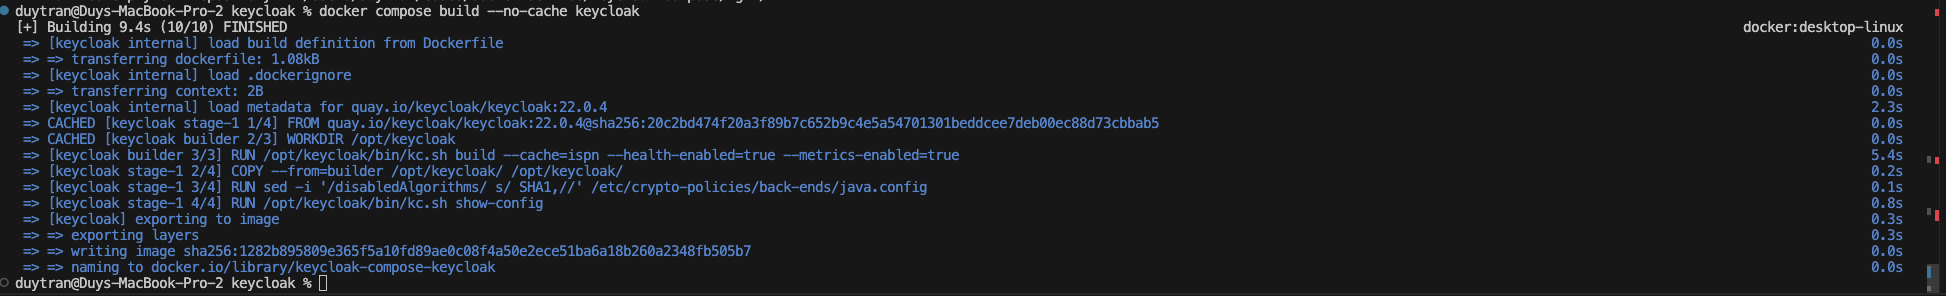 duytran@Duys-MacBook-Pro-2 keycloak % docker compose build --no-cache keycloak
[+] Building 9.4s (10/10) FINISHED docker:desktop-linux
=> [keycloak internal] load build definition from Dockerfile 0.0s
=> => transferring dockerfile: 1.08kB 0.0s
=> [keycloak internal] load .dockerignore 0.0s
=> => transferring context: 2B 0.0s
=> [keycloak internal] load metadata for quay.io/keycloak/keycloak:22.0.4 2.3s
=> CACHED [keycloak stage-1 1/4] FROM quay.io/keycloak/keycloak:22.0.4@sha256:20c2bd474f20a3f89b7c652b9c4e5a54701301beddcee7deb00ec88d73cbbab5 0.0s
=> CACHED [keycloak builder 2/3] WORKDIR /opt/keycloak 0.0s
=> [keycloak builder 3/3] RUN /opt/keycloak/bin/kc.sh build --cache=ispn --health-enabled=true --metrics-enabled=true 5.4s
=> [keycloak stage-1 2/4] COPY --from=builder /opt/keycloak/ /opt/keycloak/ 0.2s
=> [keycloak stage-1 3/4] RUN sed -i '/disabledAlgorithms/ s/ SHA1,//' /etc/crypto-policies/back-ends/java.config 0.1s
=> [keycloak stage-1 4/4] RUN /opt/keycloak/bin/kc.sh show-config 0.8s
=> [keycloak] exporting to image 0.3s
=> => exporting layers 0.3s
=> => writing image sha256:1282b895809e365f5a10fd89ae0c08f4a50e2ece51ba6a18b260a2348fb505b7 0.0s
=> => naming to docker.io/library/keycloak-compose-keycloak 0.0s
duytran@Duys-MacBook-Pro-2 keycloak %